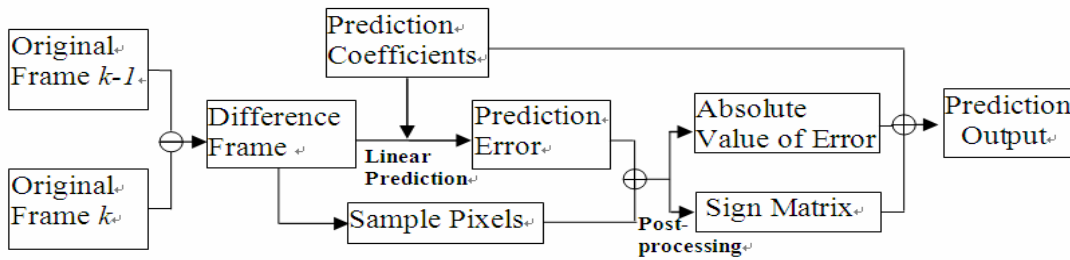 Original
Frame k-1
Original
Frame k
Difference
Frame
Prediction
Coefficients
Linear
Prediction
Prediction
Error
Sample Pixels
Post-
processing
Absolute
Value of Error
Sign Matrix
Prediction
Output